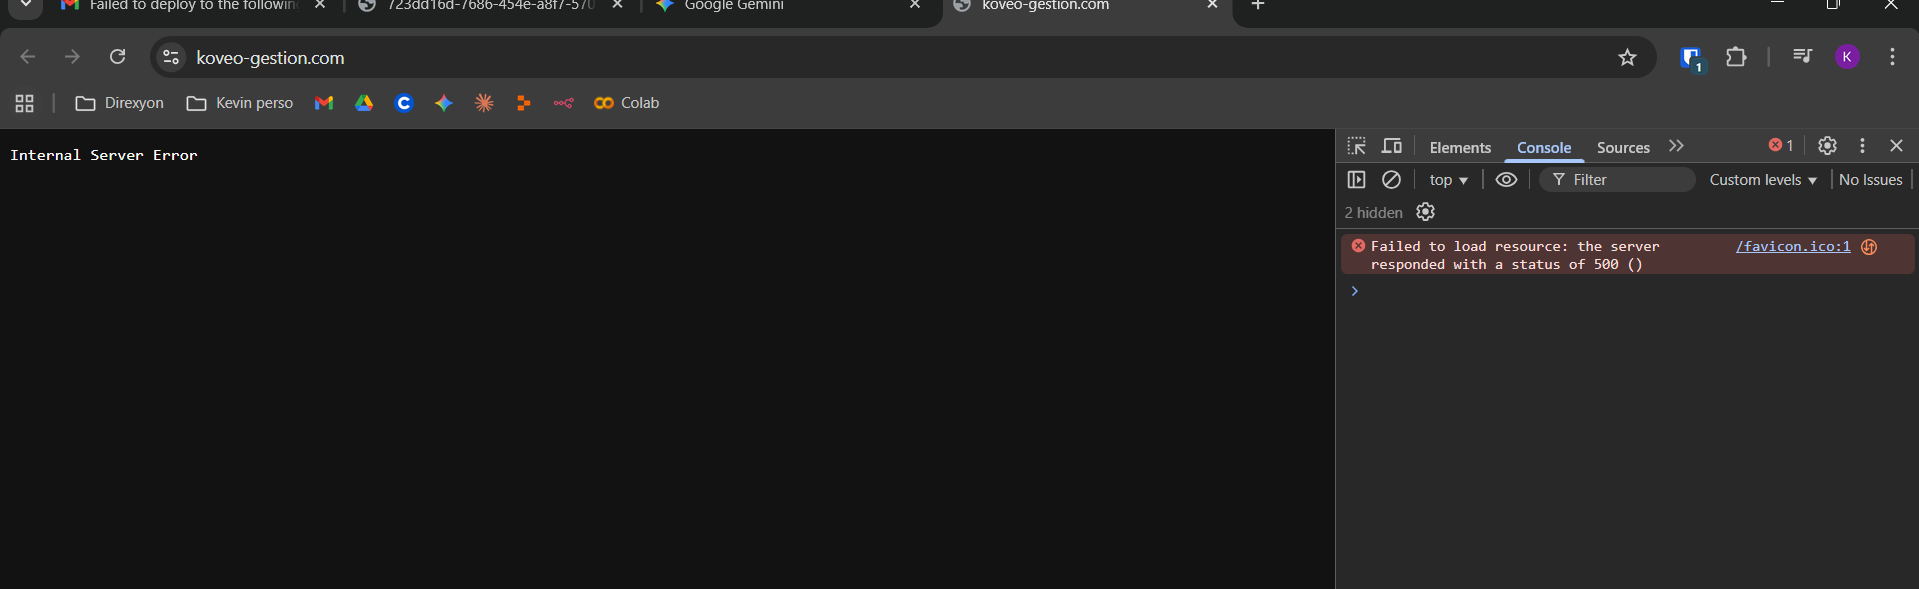 Failed to deploy to the followin
723dd16d-7686-454e-a8f7-570
Google Gemini
koveo-gestion.com
koveo-gestion.com
1
K
Direxyon
Kevin perso
Colab
Internal Server Error
Elements
Console
Sources
1
top
Filter
Custom levels
No Issues
2 hidden
Failed to load resource: the server /favicon.ico:1
responded with a status of 500 ()